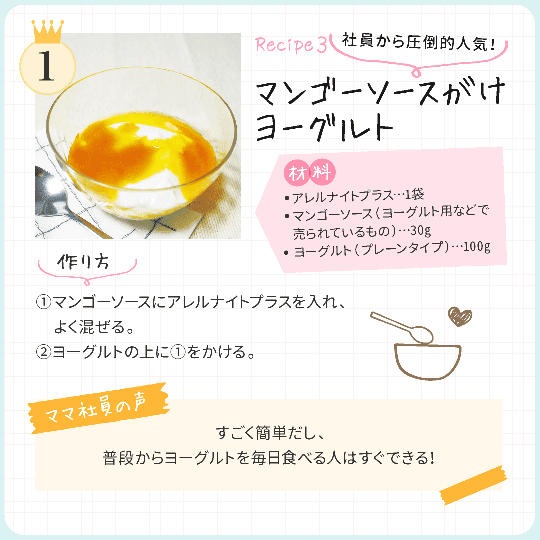 1
Recipe3
社員から圧倒的人気！
マンゴーソースがけ
ヨーグルト
材料
•アレルナイトプラス…1袋
•マンゴーソース（ヨーグルト用などで
売られているもの）…30g
•ヨーグルト（プレーンタイプ）…100g
作り方
①マンゴーソースにアレルナイトプラスを入れ、
よく混ぜる。
②ヨーグルトの上に①をかける。
ママ社員の声
すごく簡単だし、
普段からヨーグルトを毎日食べる人はすぐできる！